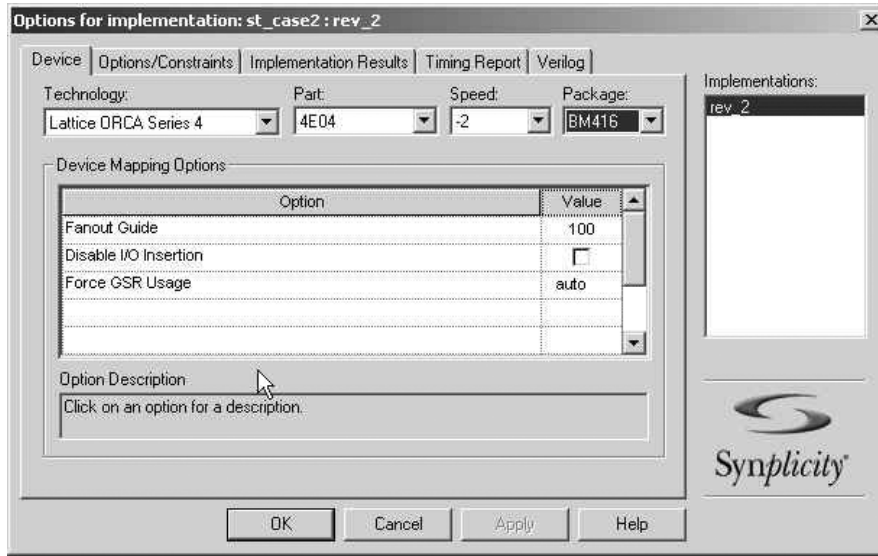 Options for implementation: st_case2 : rev_2
Device
Options/Constraints
Implementation Results
Timing Report
Verilog
Technology:
Part:
Speed:
Package:
Lattice ORCA Series 4
4E04
-2
BM416
Device Mapping Options
Option
Value
Fanout Guide
100
Disable I/O Insertion
Force GSR Usage
auto
Option Description
Click on an option for a description.
Implementations:
rev_2
Synplicity®
OK
Cancel
Apply
Help